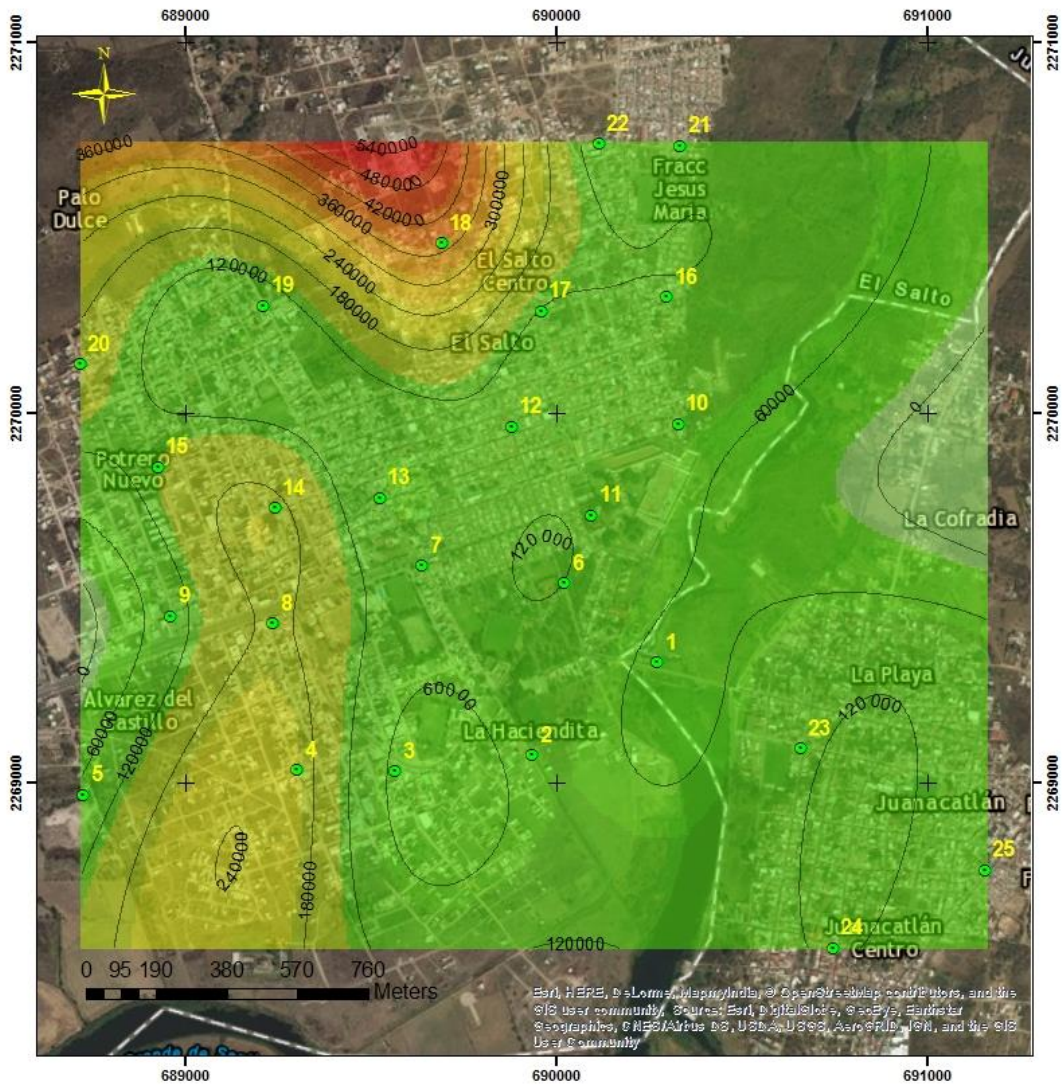 689000
690000
691000
2271000
2271000
N
22
21
360000
540000
480000
420000
360000
300000
Fracc
Jesus
Maria
Palo
Dulce
18
El Salto
Centro
240000
120000
19
180000
17
16
El Salto
El Salto
20
60000
0
2270000
2270000
12
10
15
Potrero
Nuevo
14
13
11
La Cofradia
120 000
7
6
9
8
1
0
Alvarez del
Castillo
60000
120000
60000
La Haciendita
La Playa
120 000
2
23
5
4
3
2269000
2269000
Juanacatlán
240000
180000
25
24
Juanacatlán
Centro
120000
0 95 190 380 570 760
Meters
Esri, HERE, DeLorme, MapmyIndia, © OpenStreetMap contributors, and the
GIS user community, Source: Esri, DigitalGlobe, GeoEye, Earthstar
Geographics, CNES/Airbus DS, USDA, USGS, AeroGRID, IGN, and the GIS
User Community
689000
690000
691000